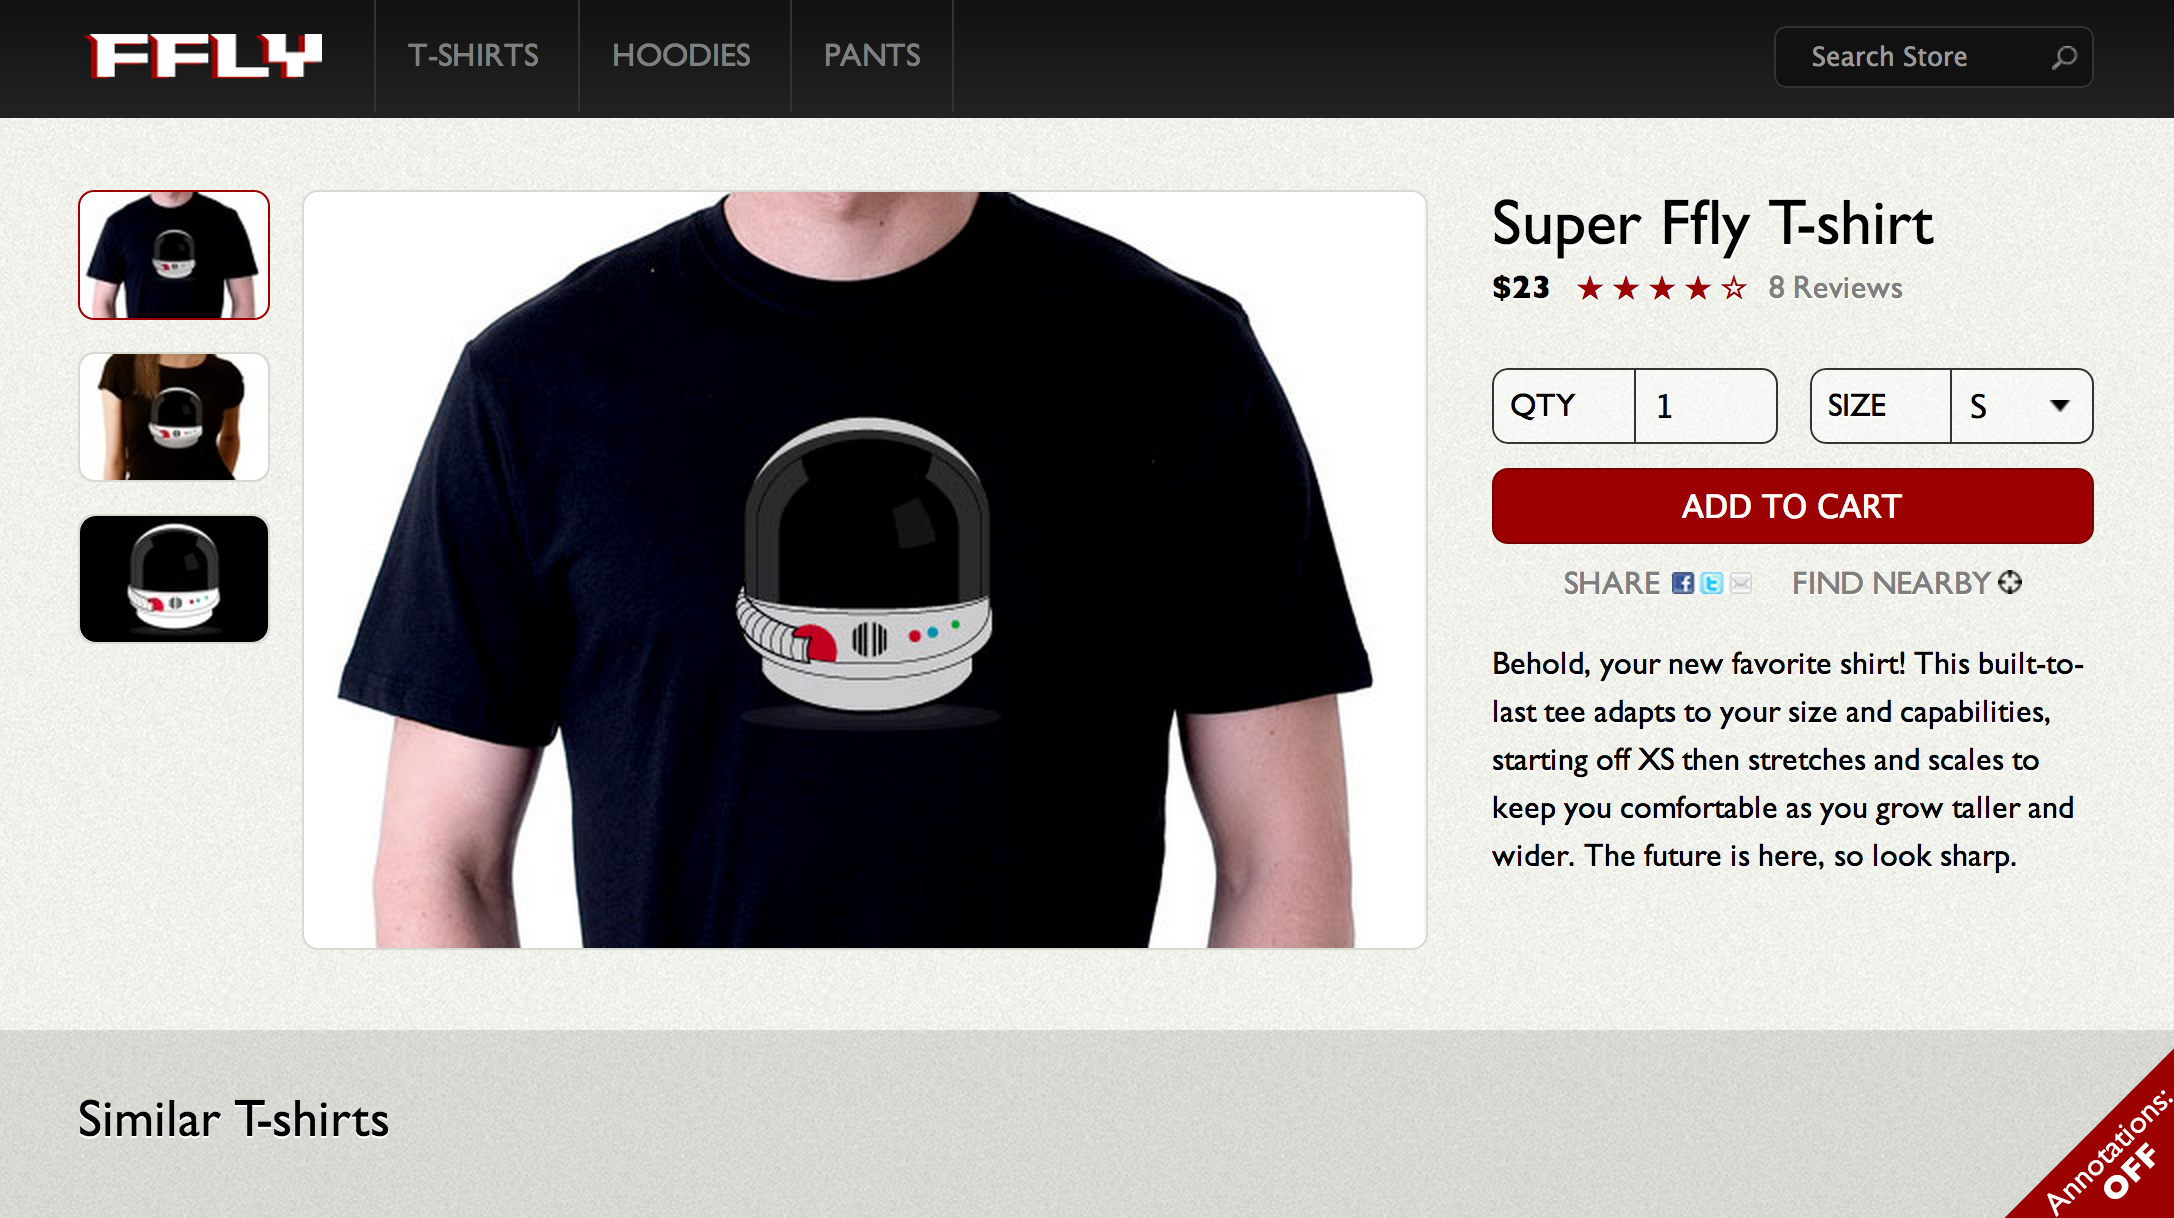 FFLY
T-SHIRTS
HOODIES
PANTS
Search Store
Super Ffly T-shirt
$23 ★★★★☆ 8 Reviews
QTY 1
SIZE S
ADD TO CART
SHARE
FIND NEARBY
Behold, your new favorite shirt! This built-to-
last tee adapts to your size and capabilities,
starting off XS then stretches and scales to
keep you comfortable as you grow taller and
wider. The future is here, so look sharp.
Similar T-shirts
Annotations:
OFF